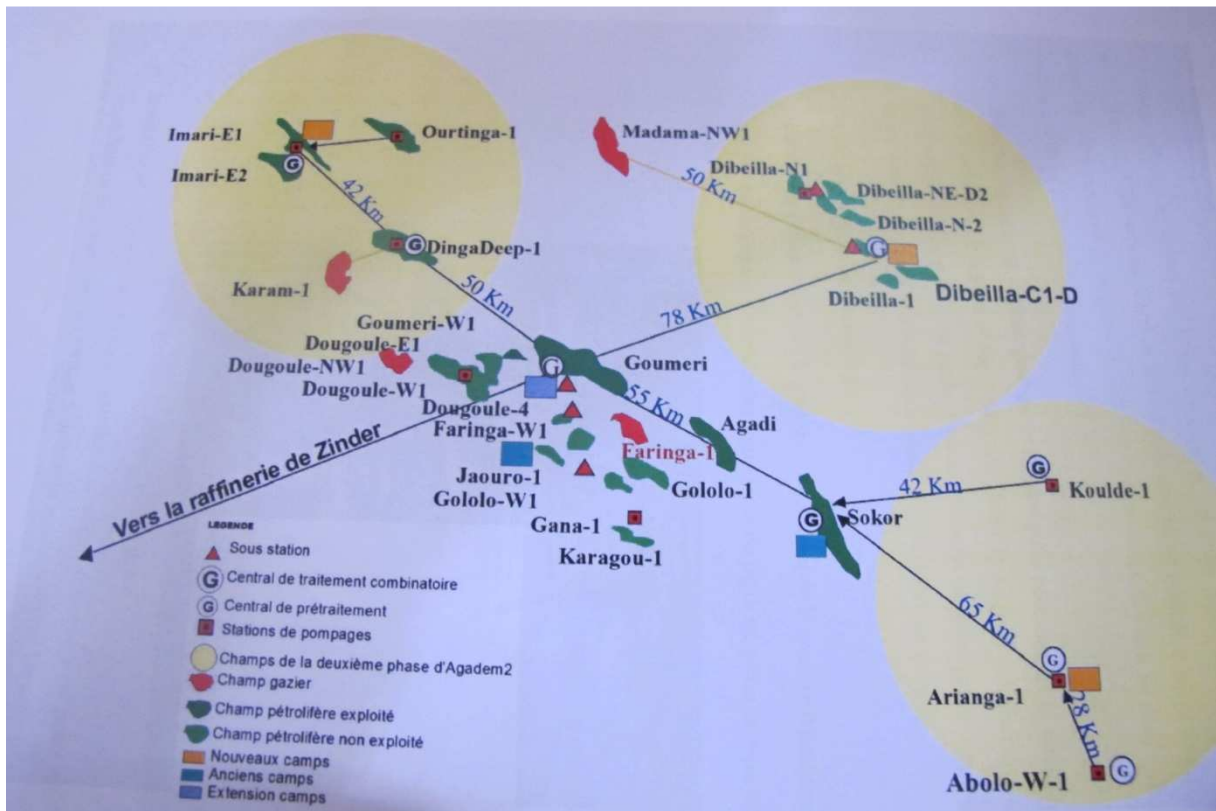 Imari-E1
Ourtinga-1
Imari-E2
42 Km
DingaDeep-1
Karam-1
50 Km
Madama-NW1
50 Km
Dibeilla-N1
Dibeilla-NE-D2
Dibeilla-N-2
Dibeilla-1
Dibeilla-C1-D
78 Km
Goumeri-W1
Dougoule-E1
Dougoule-NW1
Dougoule-W1
Goumeri
Dougoule-4
Faringa-W1
55 Km
Agadi
Faringa-1
Jaouro-1
Gololo-W1
Gololo-1
Gana-1
Karagou-1
Sokor
42 Km
Koulde-1
65 Km
Arianga-1
28 Km
Abolo-W-1
Vers la raffinerie de Zinder
LEGENDE
Sous station
G Central de traitement combinatoire
G Central de prétraitement
Stations de pompages
Champs de la deuxième phase d'Agadem2
Champ gazier
Champ pétrolifère exploité
Champ pétrolifère non exploité
Nouveaux camps
Anciens camps
Extension camps
G
G
G
G
G
G
G
G